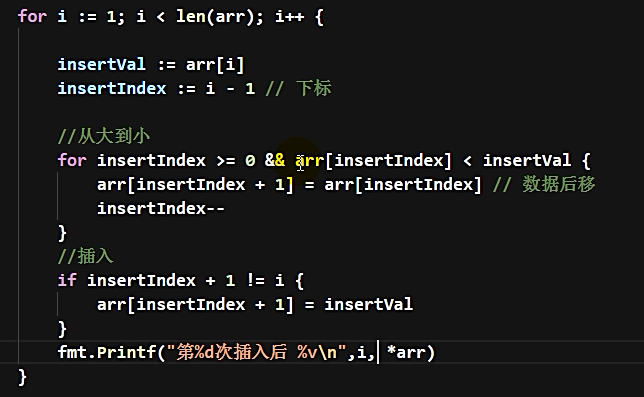 for i := 1; i < len(arr); i++ {
insertVal := arr[i]
insertIndex := i - 1 // 下标
//从大到小
for insertIndex >= 0 && arr[insertIndex] < insertVal {
arr[insertIndex + 1] = arr[insertIndex] // 数据后移
insertIndex--
}
//插入
if insertIndex + 1 != i {
arr[insertIndex + 1] = insertVal
}
fmt.Printf("第%d次插入后 %v\n",i, *arr)
}